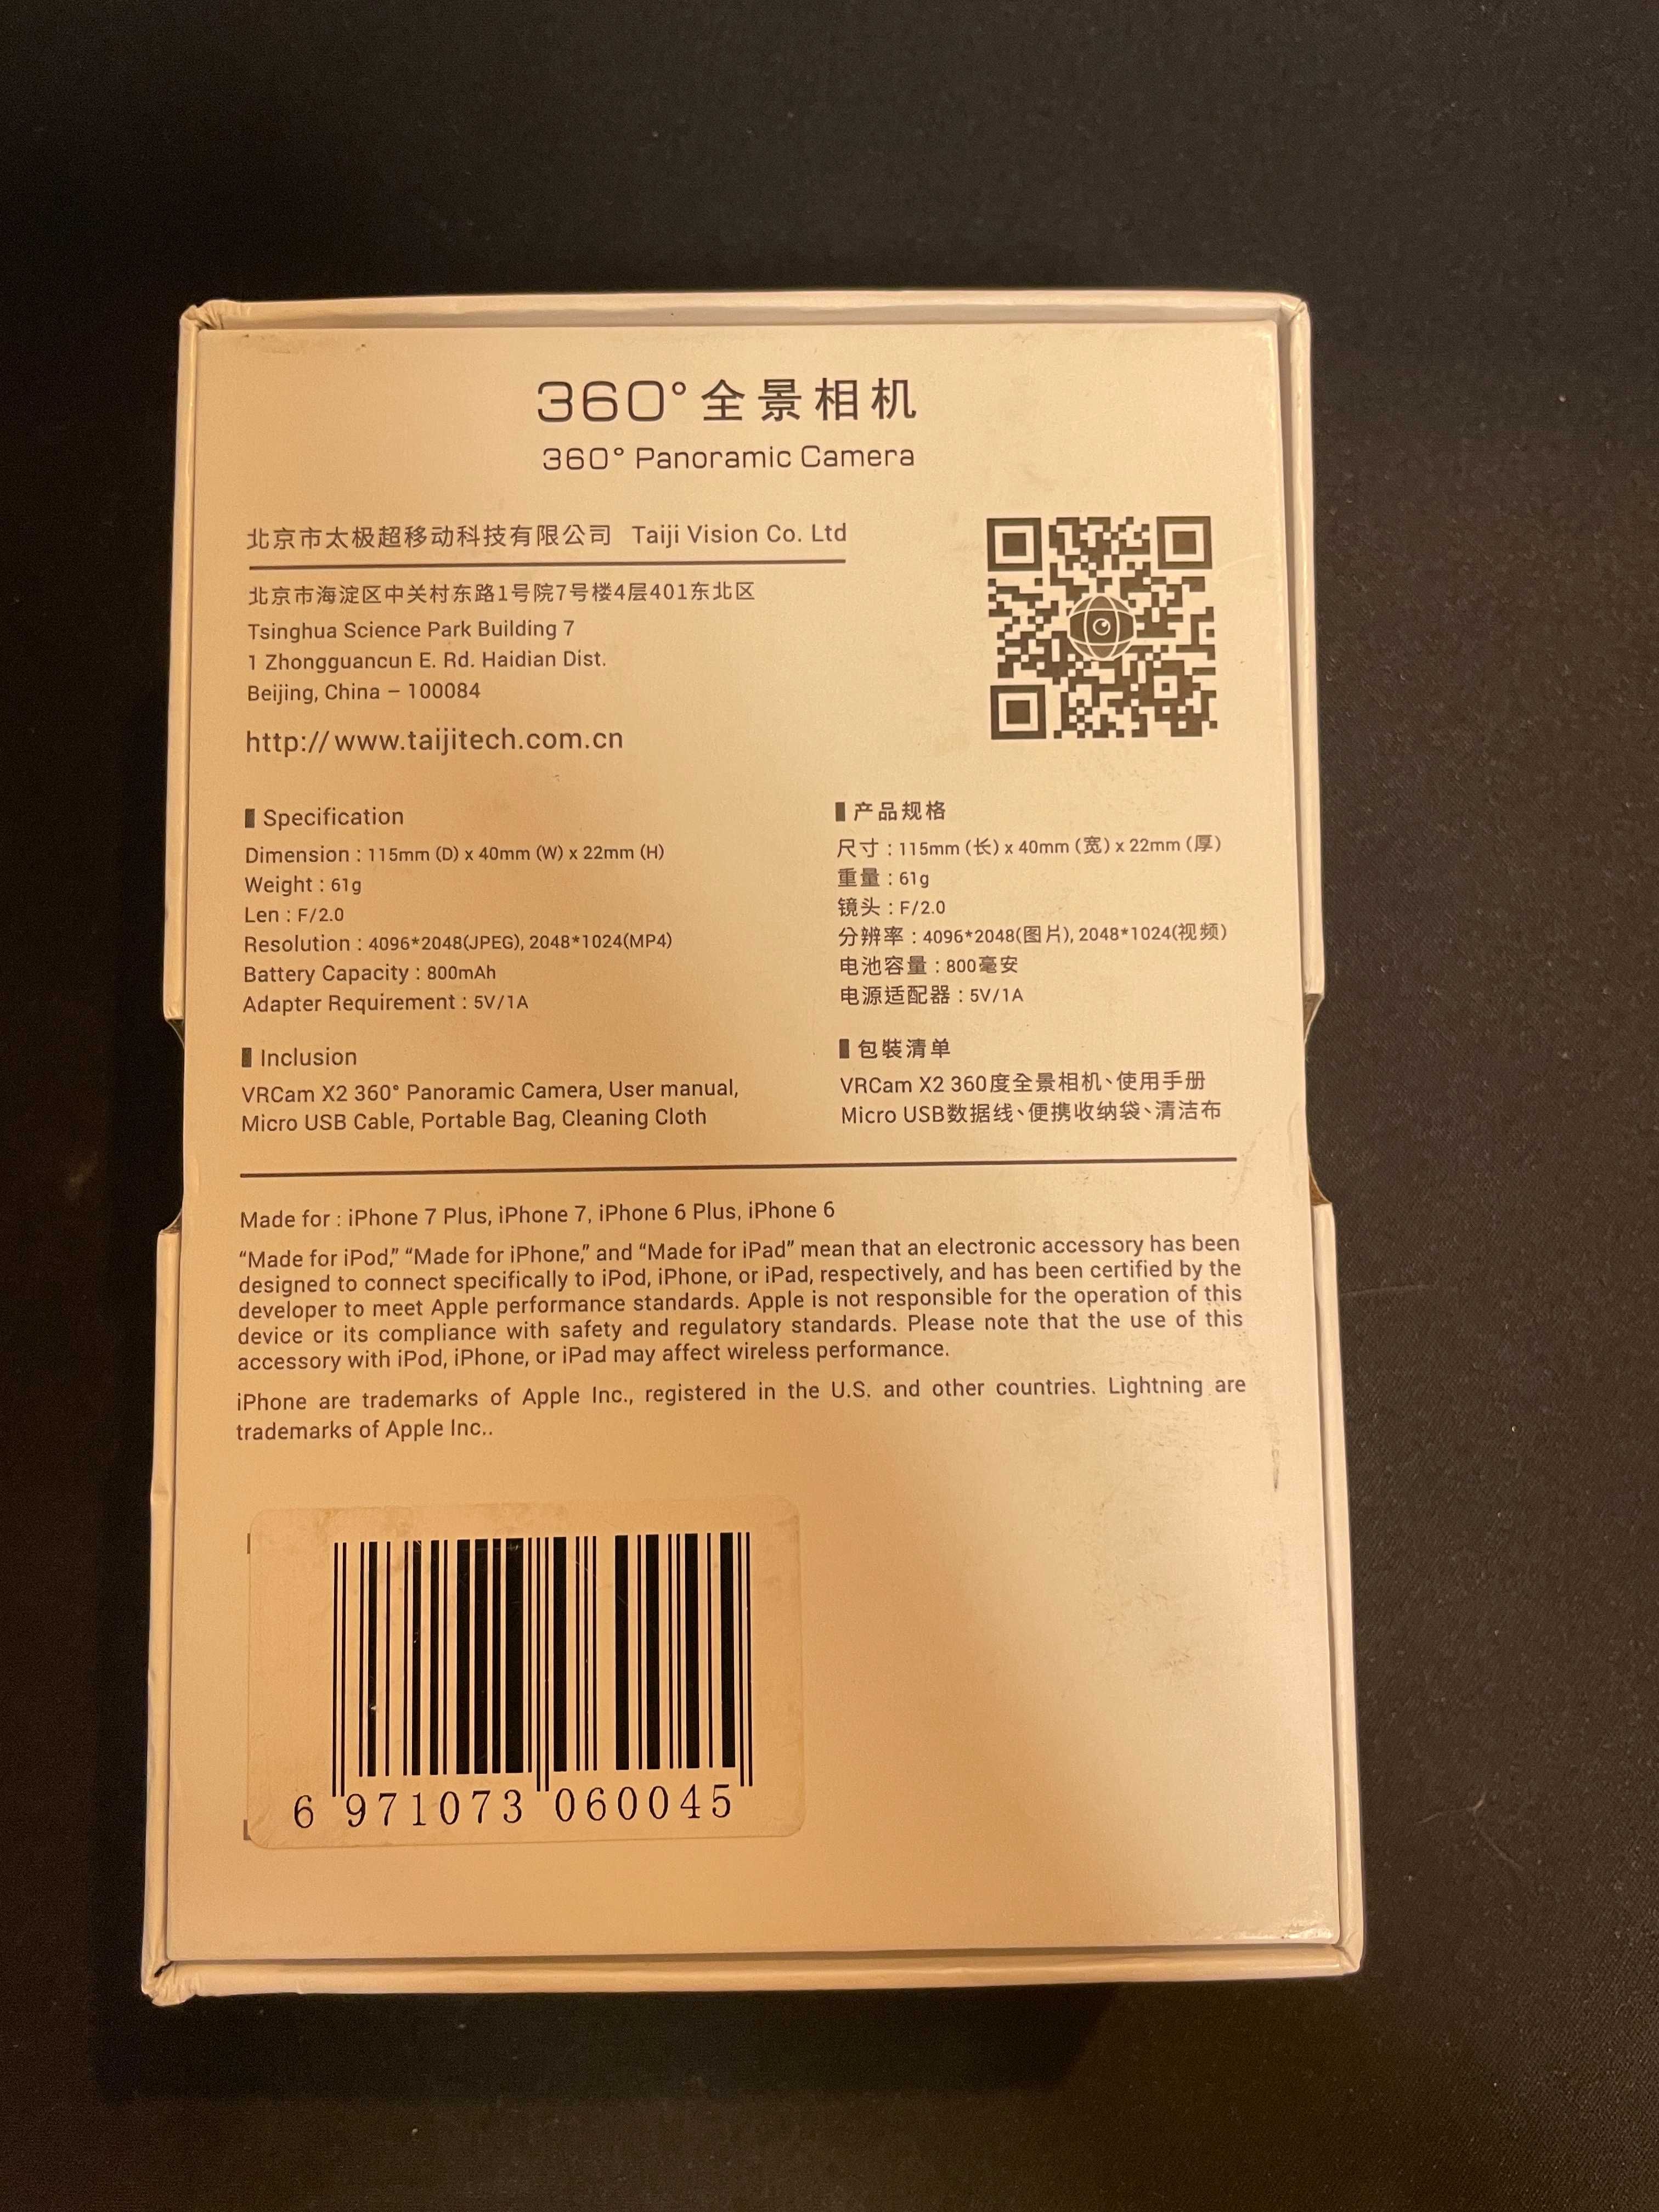 360°全景相机
360° Panoramic Camera
北京市太极超移动科技有限公司 Taiji Vision Co. Ltd
北京市海淀区中关村东路1号院7号楼4层401东北区
Tsinghua Science Park Building 7
1 Zhongguancun E. Rd. Haidian Dist.
Beijing, China – 100084
http://www.taijitech.com.cn
Specification
Dimension : 115mm (D) x 40mm (W) x 22mm (H)
Weight : 61g
Len : F/2.0
Resolution : 4096*2048(JPEG), 2048*1024(MP4)
Battery Capacity : 800mAh
Adapter Requirement : 5V/1A
Inclusion
VRCam X2 360° Panoramic Camera, User manual,
Micro USB Cable, Portable Bag, Cleaning Cloth
产品规格
尺寸 : 115mm (长) x 40mm (宽) x 22mm (厚)
重量 : 61g
镜头 : F/2.0
分辨率 : 4096*2048(图片), 2048*1024(视频)
电池容量 : 800毫安
电源适配器 : 5V/1A
包装清单
VRCam X2 360度全景相机、使用手册
Micro USB数据线、便携收纳袋、清洁布
Made for : iPhone 7 Plus, iPhone 7, iPhone 6 Plus, iPhone 6
“Made for iPod,” “Made for iPhone,” and “Made for iPad” mean that an electronic accessory has been
designed to connect specifically to iPod, iPhone, or iPad, respectively, and has been certified by the
developer to meet Apple performance standards. Apple is not responsible for the operation of this
device or its compliance with safety and regulatory standards. Please note that the use of this
accessory with iPod, iPhone, or iPad may affect wireless performance.
iPhone are trademarks of Apple Inc., registered in the U.S. and other countries. Lightning are
trademarks of Apple Inc..
6 971073 060045